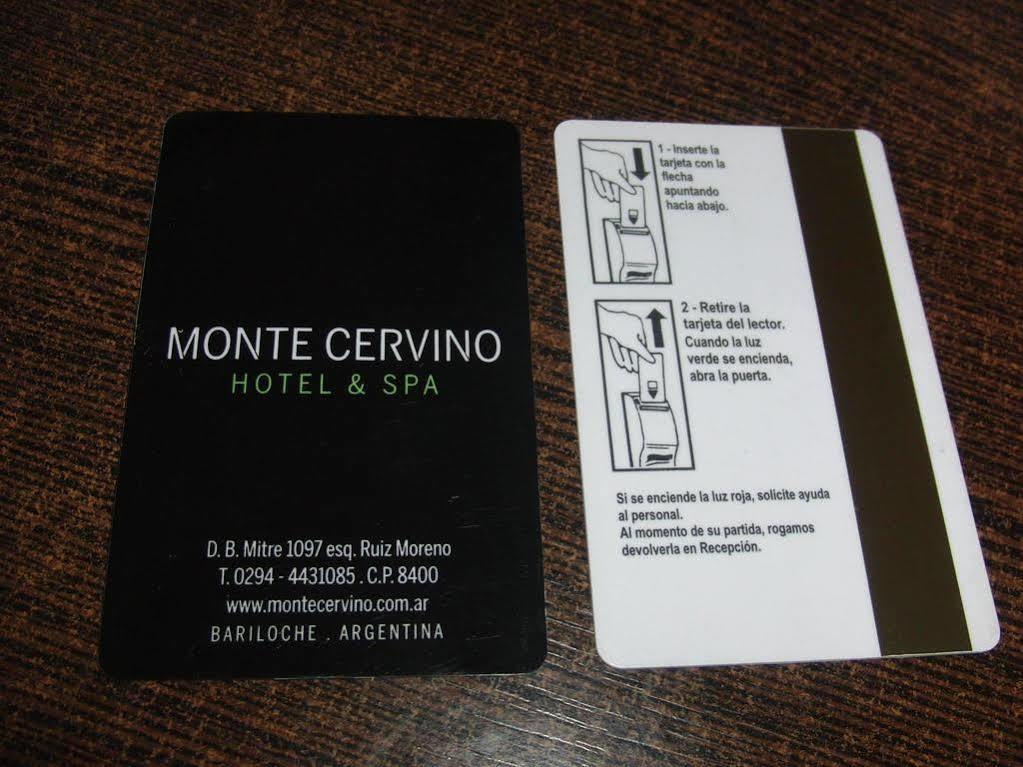 MONTE CERVINO
HOTEL & SPA
D. B. Mitre 1097 esq. Ruiz Moreno
T. 0294 - 4431085 . C.P. 8400
www.montecervino.com.ar
BARILOCHE . ARGENTINA
1 - Inserte la
tarjeta con la
flecha
apuntando
hacia abajo.
2 - Retire la
tarjeta del lector.
Cuando la luz
verde se encienda,
abra la puerta.
Si se enciende la luz roja, solicite ayuda
al personal.
Al momento de su partida, rogamos
devolverla en Recepción.